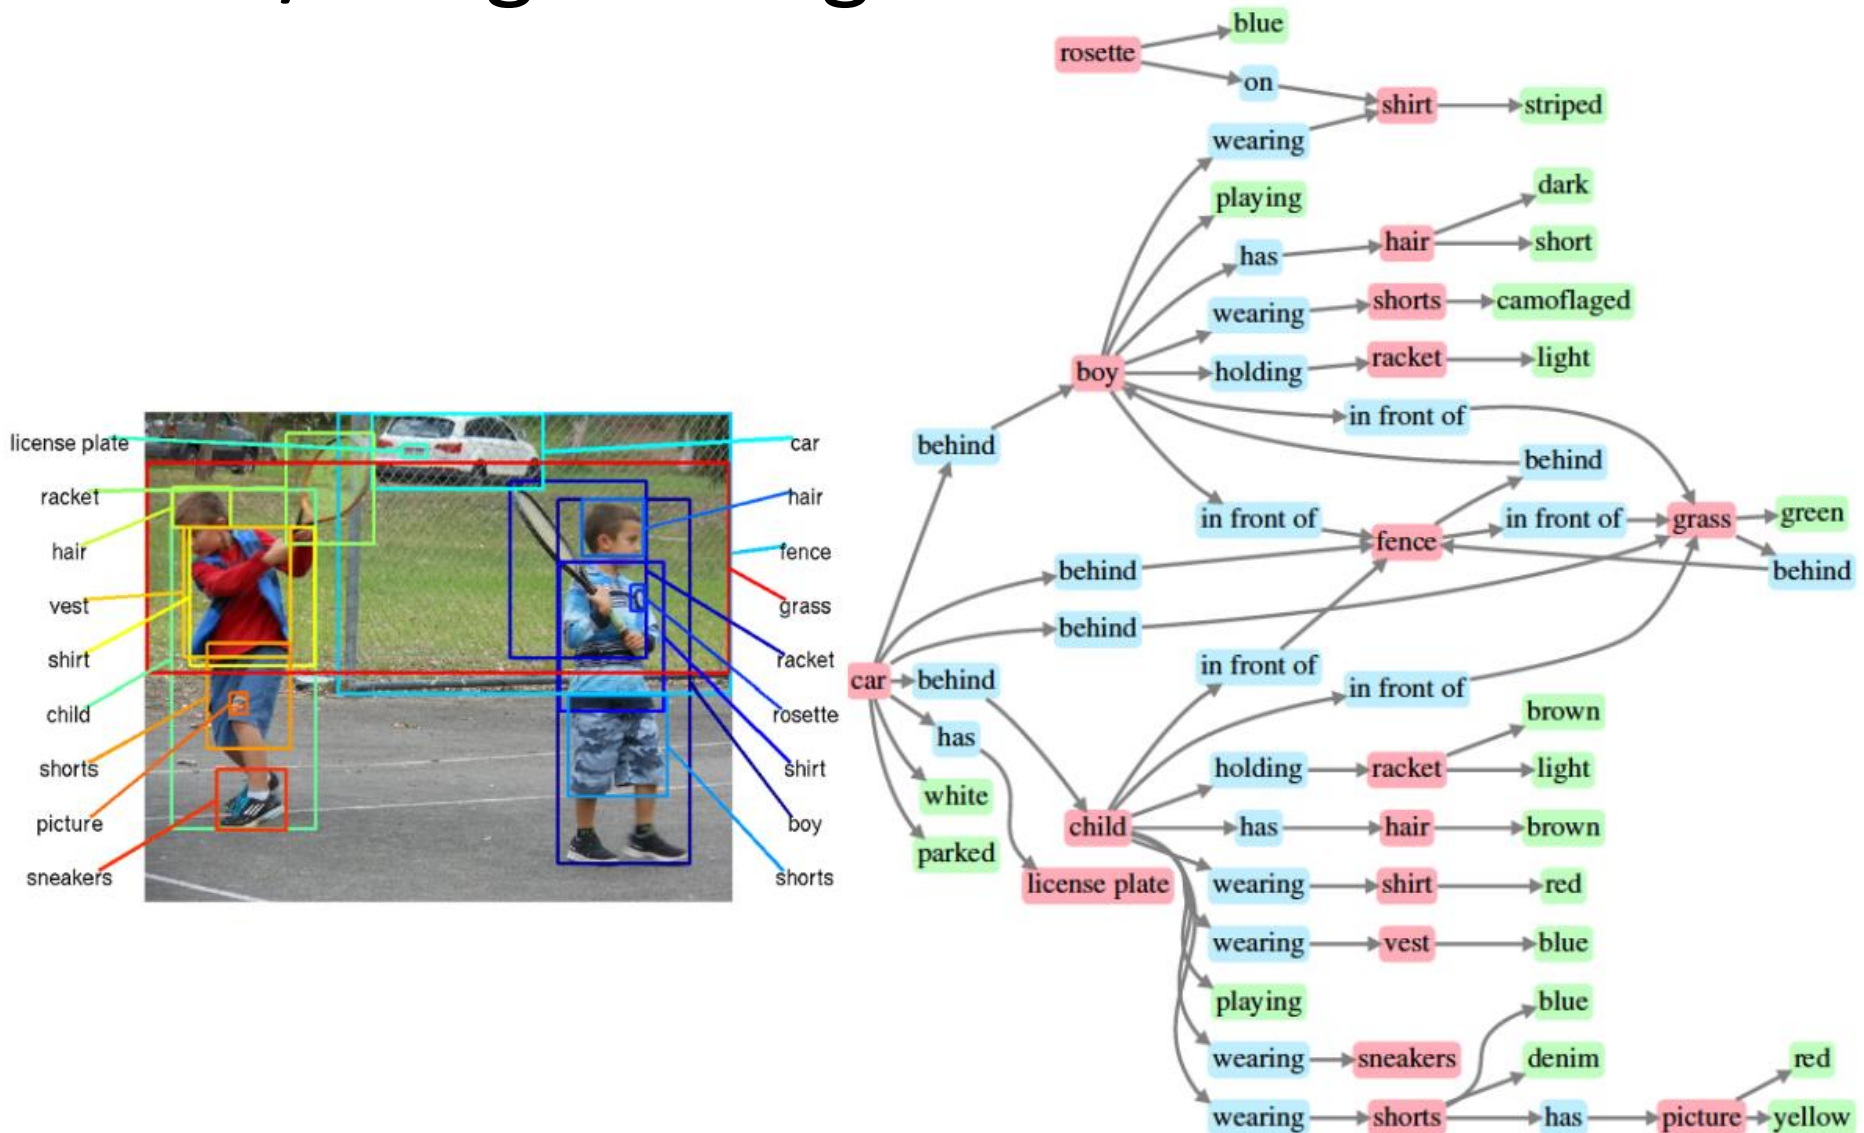 license plate
racket
hair
vest
shirt
child
shorts
picture
sneakers
car
hair
fence
grass
racket
rosette
shirt
boy
shorts
blue
rosette
on
shirt striped
wearing
dark
playing
has hair short
wearing shorts camoflaged
boy holding racket light
in front of
behind
behind
in front of
fence
in front of grass green
behind
behind
behind
in front of
car behind
in front of
has
brown
holding racket light
white
child has hair brown
parked
license plate
wearing shirt red
wearing vest blue
playing
blue
wearing sneakers denim red
wearing shorts has picture yellow